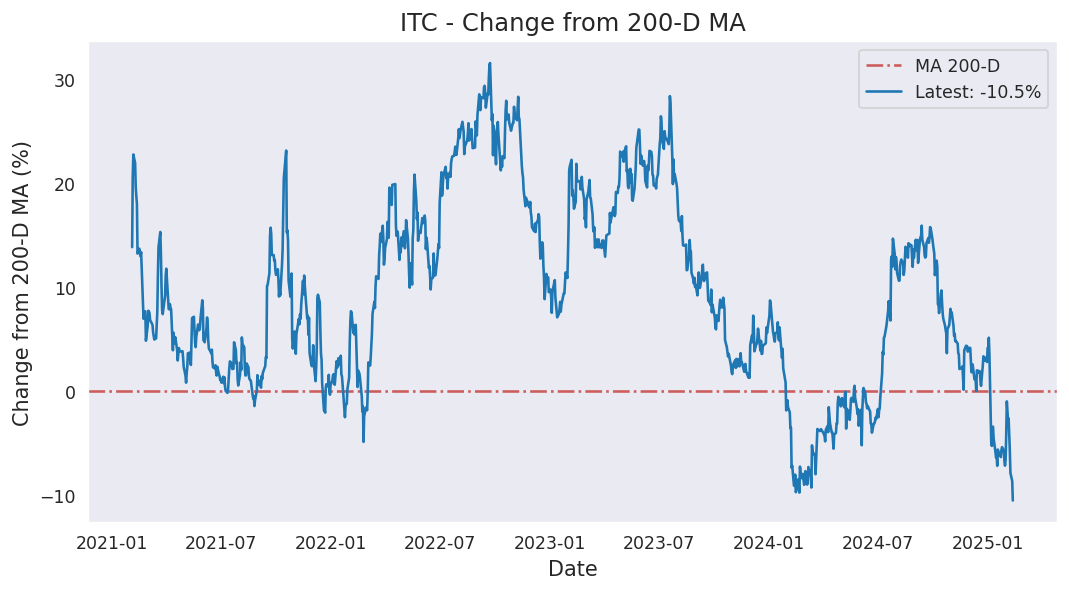 ITC - Change from 200-D MA
MA 200-D
Latest: -10.5%
Change from 200-D MA (%)
30
20
10
0
−10
2021-01
2021-07
2022-01
2022-07
2023-01
2023-07
2024-01
2024-07
2025-01
Date